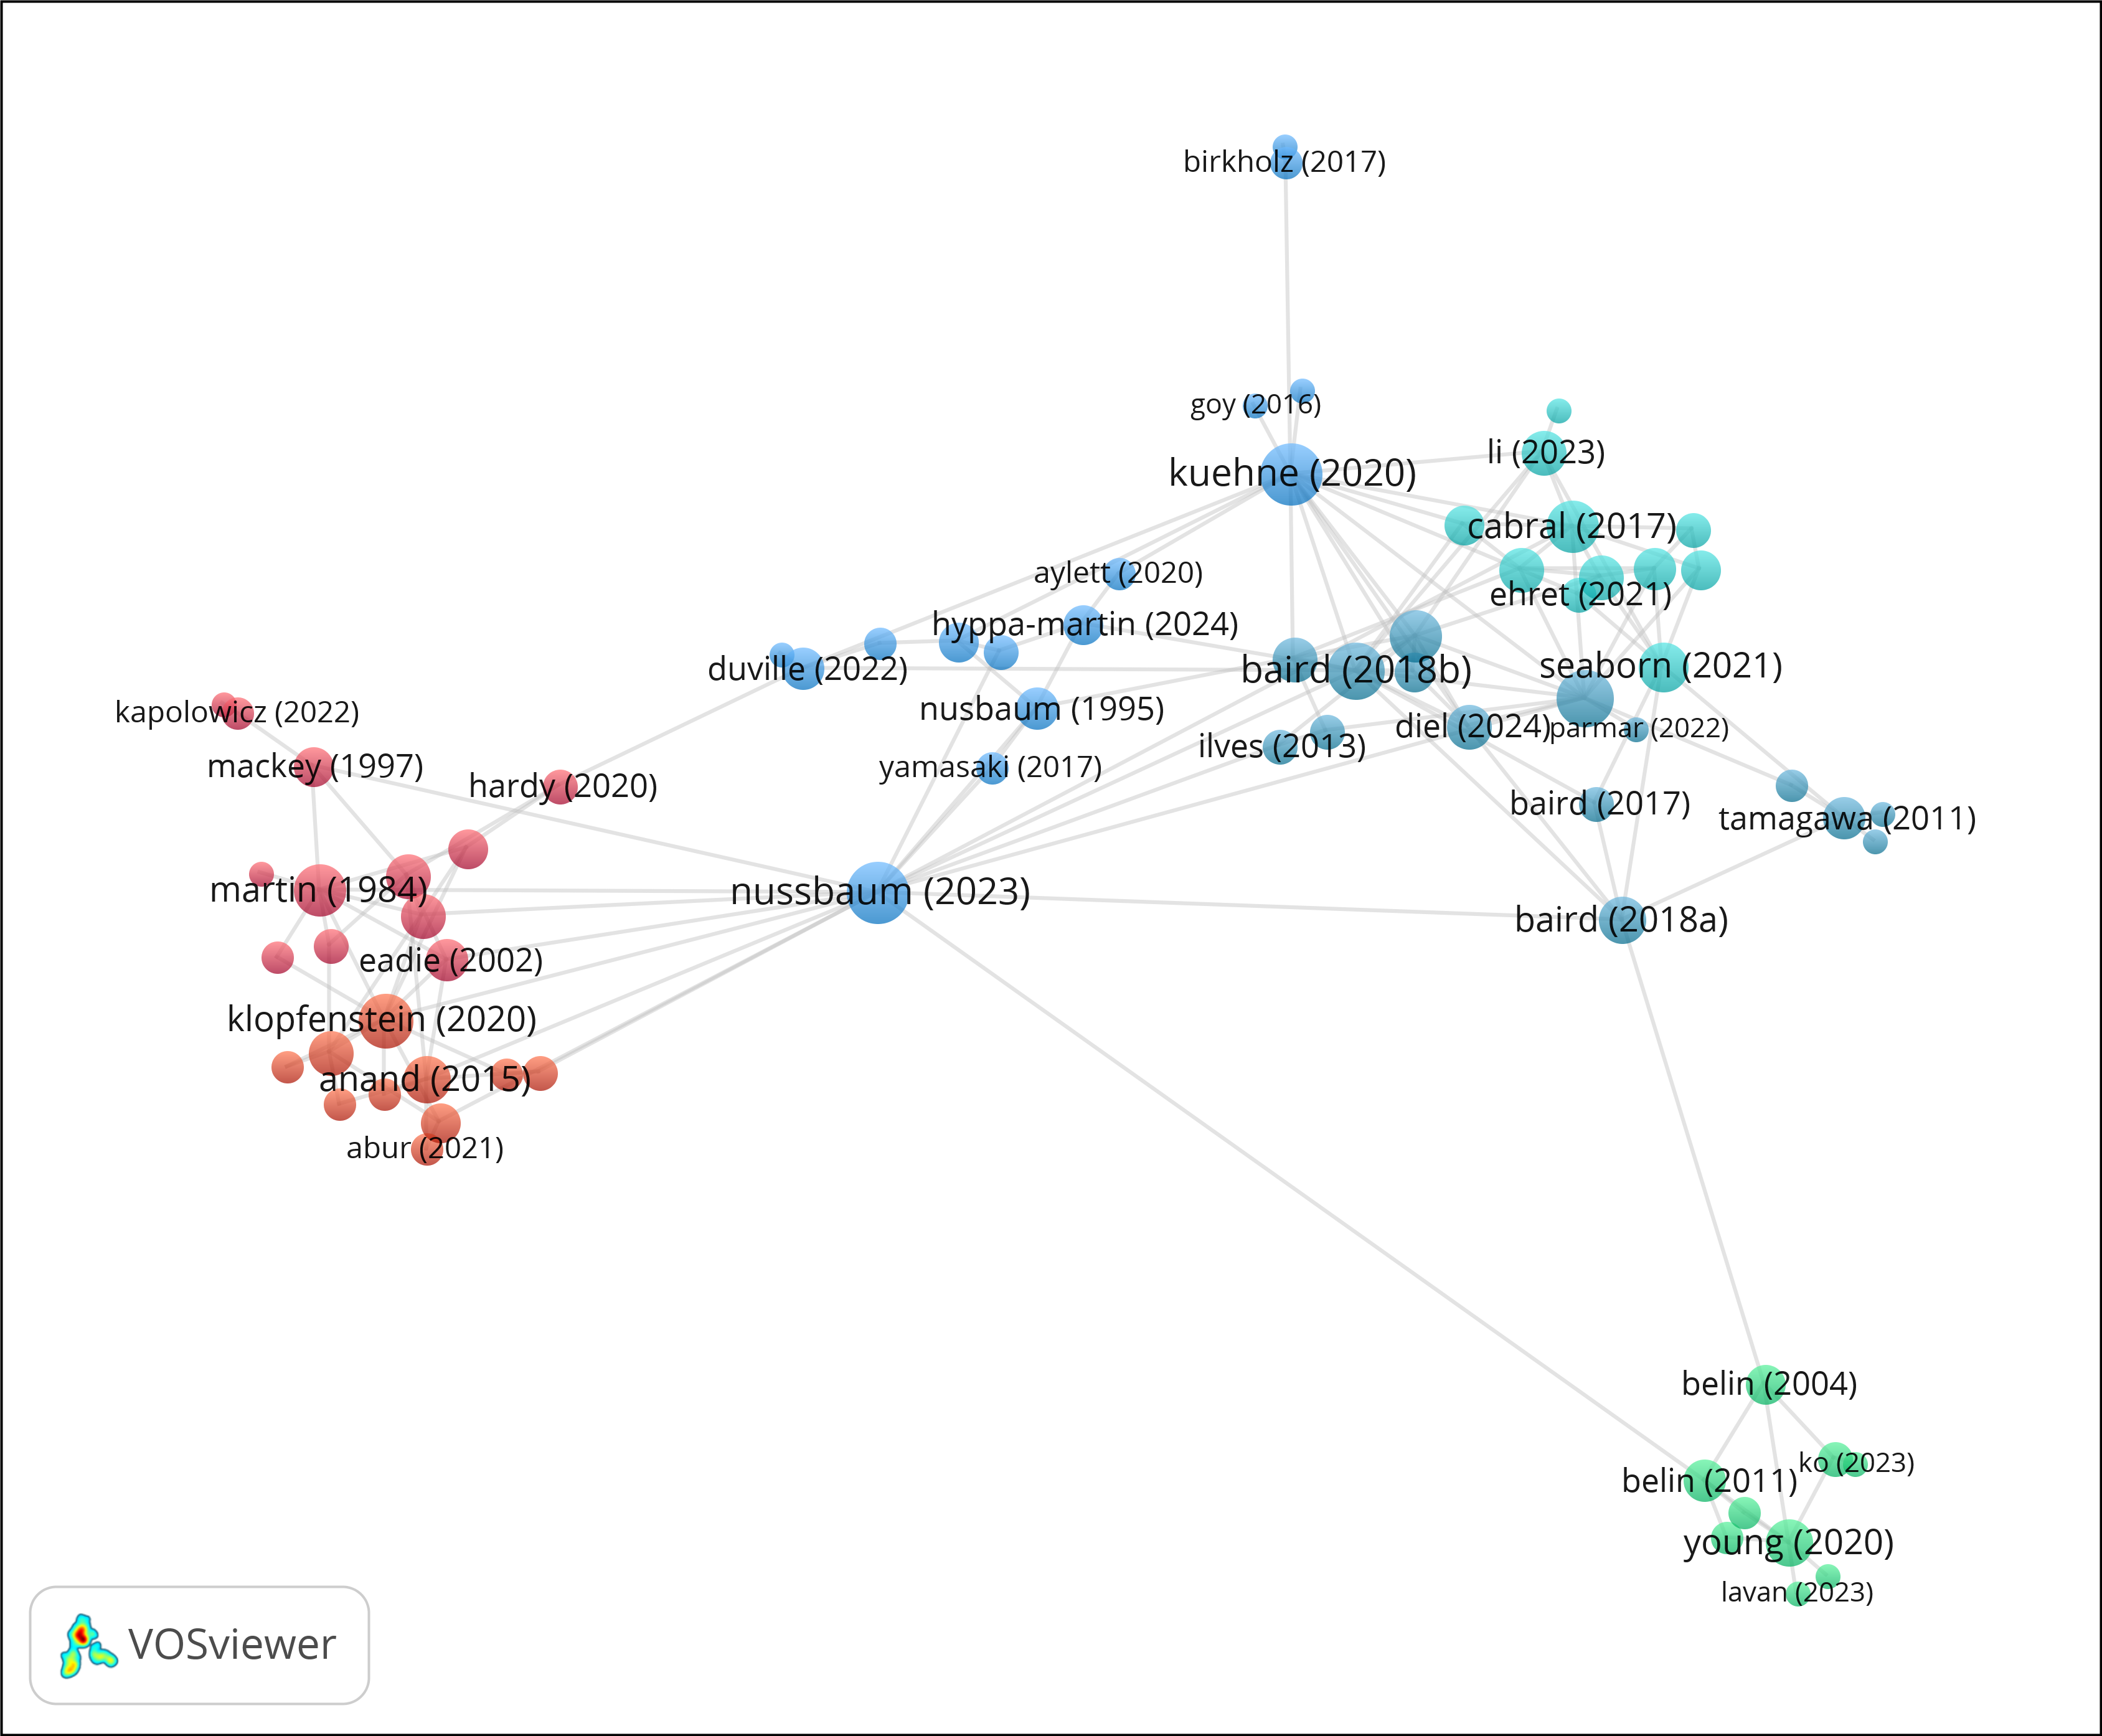 birkholz (2017)
goy (2016)
li (2023)
kuehne (2020)
cabral (2017)
aylett (2020)
ehret (2021)
hyppa-martin (2024)
duville (2022)
baird (2018b)
seaborn (2021)
kapolowicz (2022)
nusbaum (1995)
diel (2024)
parmar (2022)
ilves (2013)
mackey (1997)
yamasaki (2017)
hardy (2020)
baird (2017)
tamagawa (2011)
martin (1984)
nussbaum (2023)
baird (2018a)
eadie (2002)
klopfenstein (2020)
anand (2015)
abur (2021)
belin (2004)
ko (2023)
belin (2011)
young (2020)
lavan (2023)
VOSviewer